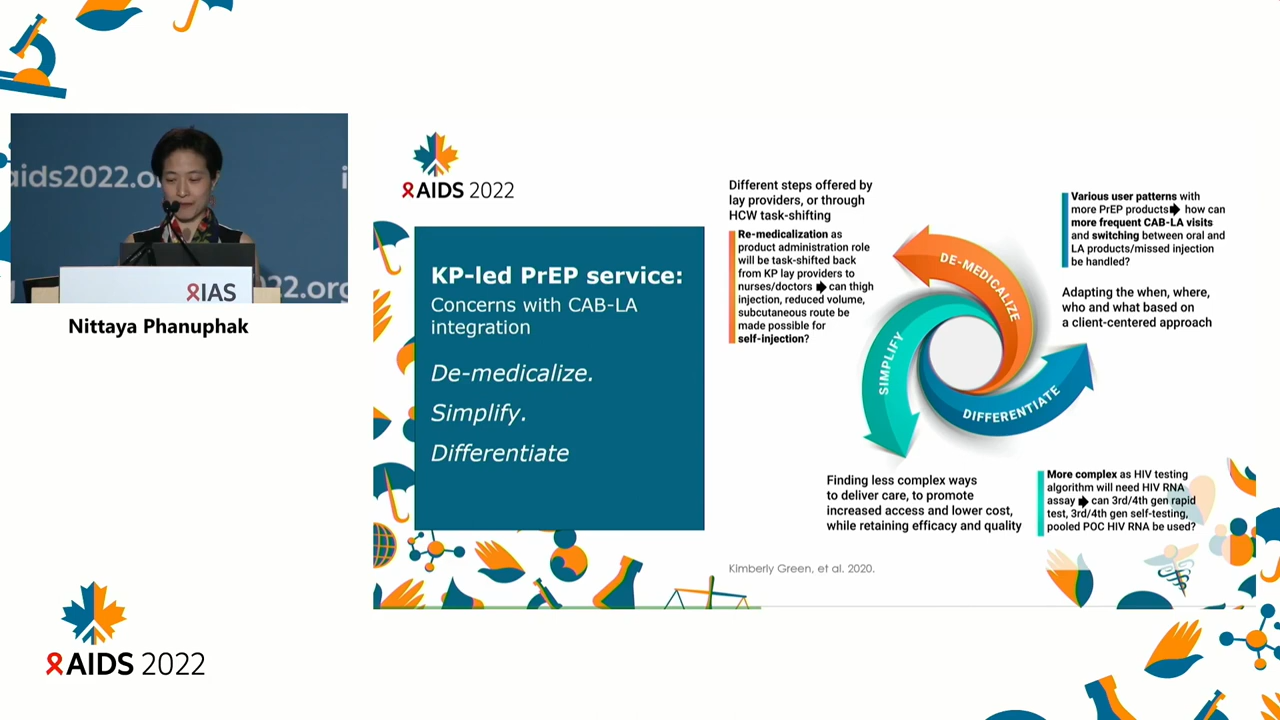 aids2022.o
i
22.org
IAS
Nittaya Phanuphak
AIDS 2022
KP-led PrEP service:
Concerns with CAB-LA
integration
De-medicalize.
Simplify.
Differentiate
Different steps offered by
lay providers, or through
HCW task-shifting
Re-medicalization as
product administration role
will be task-shifted back
from KP lay providers to
nurses/doctors ➡ can thigh
injection, reduced volume,
subcutaneous route be
made possible for
self-injection?
DE-MEDICALIZE
SIMPLIFY
DIFFERENTIATE
Various user patterns with
more PrEP products➡ how can
more frequent CAB-LA visits
and switching between oral and
LA products/missed injection
be handled?
Adapting the when, where,
who and what based on
a client-centered approach
Finding less complex ways
to deliver care, to promote
increased access and lower cost,
while retaining efficacy and quality
More complex as HIV testing
algorithm will need HIV RNA
assay ➡ can 3rd/4th gen rapid
test, 3rd/4th gen self-testing,
pooled POC HIV RNA be used?
Kimberly Green, et al. 2020.
AIDS 2022